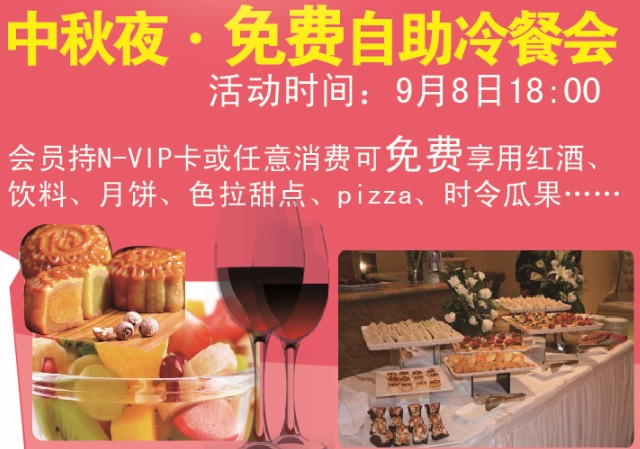 中秋夜·免费自助冷餐会
活动时间：9月8日18:00
会员持N-VIP卡或任意消费可免费享用红酒、
饮料、月饼、色拉甜点、pizza、时令瓜果……